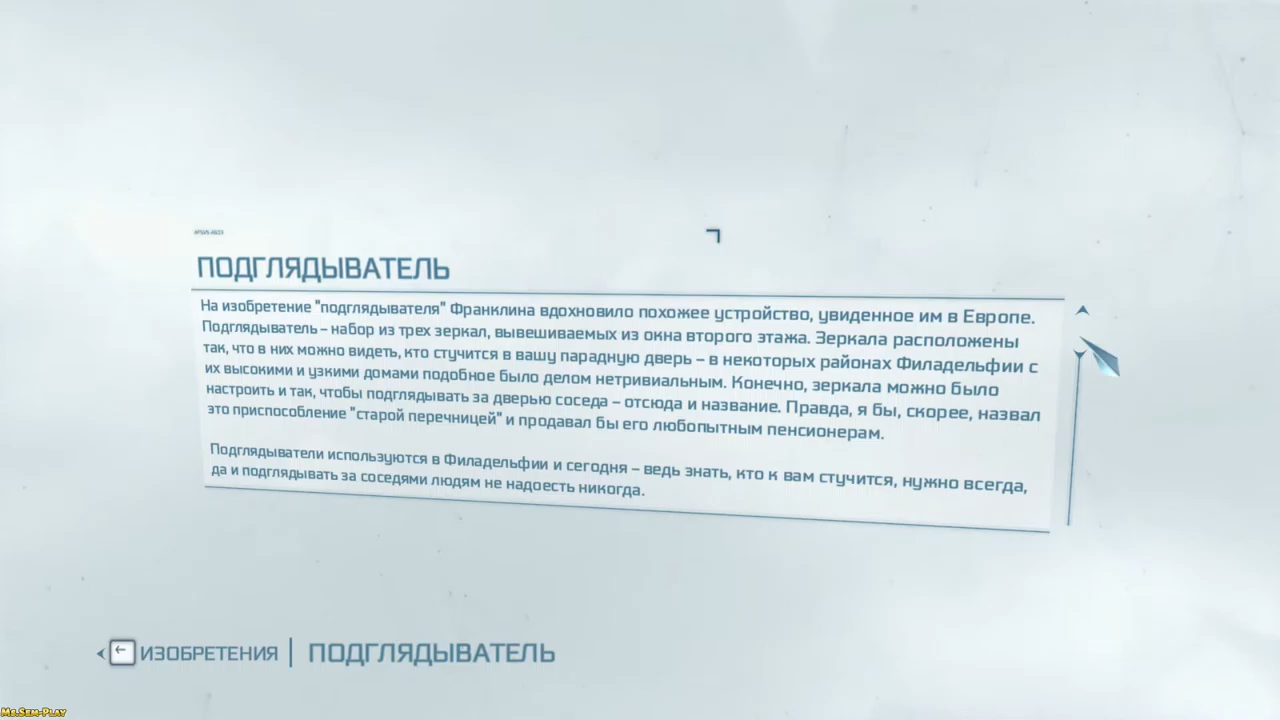 ПОДГЛЯДЫВАТЕЛЬ
На изобретение "подглядывателя" Франклина вдохновило похожее устройство, увиденное им в Европе.
Подглядыватель – набор из трех зеркал, вывешиваемых из окна второго этажа. Зеркала расположены
так, что в них можно видеть, кто стучится в вашу парадную дверь – в некоторых районах Филадельфии с
их высокими и узкими домами подобное было делом нетривиальным. Конечно, зеркала можно было
настроить и так, чтобы подглядывать за дверью соседа – отсюда и название. Правда, я бы, скорее, назвал
это приспособление "старой перечницей" и продавал бы его любопытным пенсионерам.
Подглядыватели используются в Филадельфии и сегодня – ведь знать, кто к вам стучится, нужно всегда,
да и подглядывать за соседями людям не надоесть никогда.
ИЗОБРЕТЕНИЯ | ПОДГЛЯДЫВАТЕЛЬ
Ms.Sem-Play